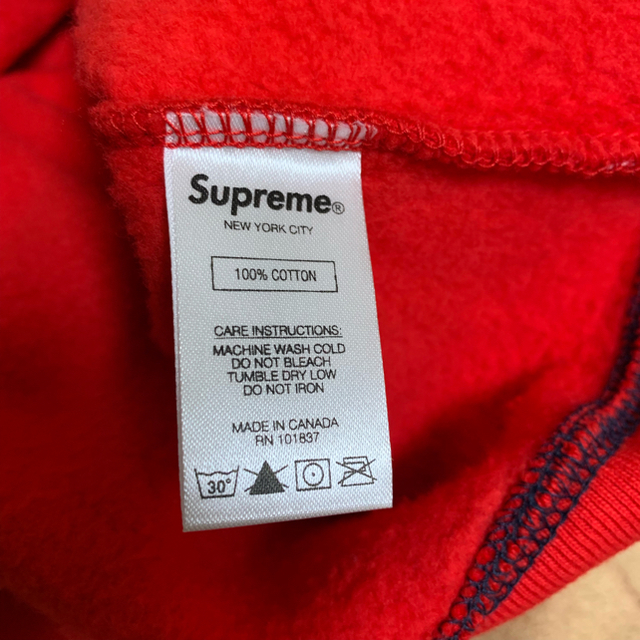 Supreme®
NEW YORK CITY
100% COTTON
CARE INSTRUCTIONS:
MACHINE WASH COLD
DO NOT BLEACH
TUMBLE DRY LOW
DO NOT IRON
MADE IN CANADA
RN 101837
30°